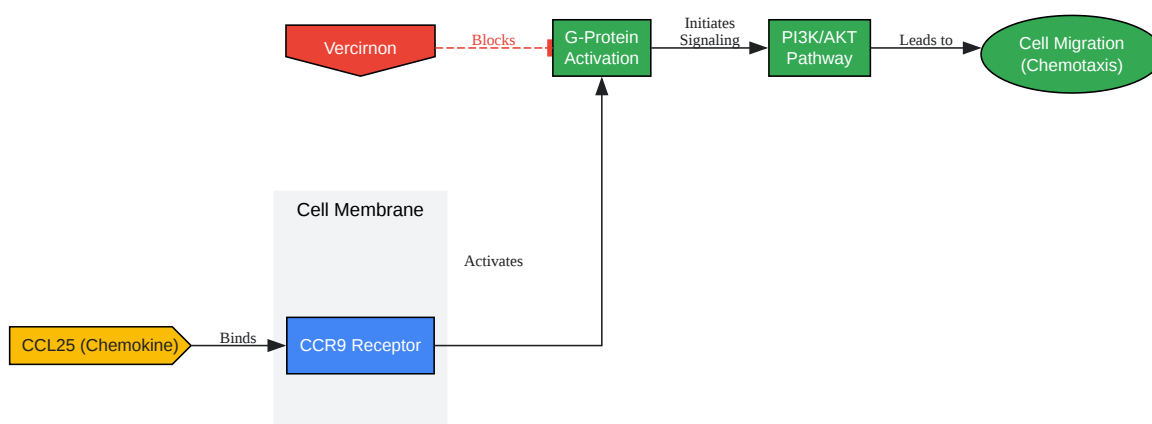 Vercirnon
Blocks
G-Protein
Activation
Initiates
Signaling
PI3K/AKT
Pathway
Leads to
Cell Migration
(Chemotaxis)
Cell Membrane
Activates
CCL25 (Chemokine)
Binds
CCR9 Receptor